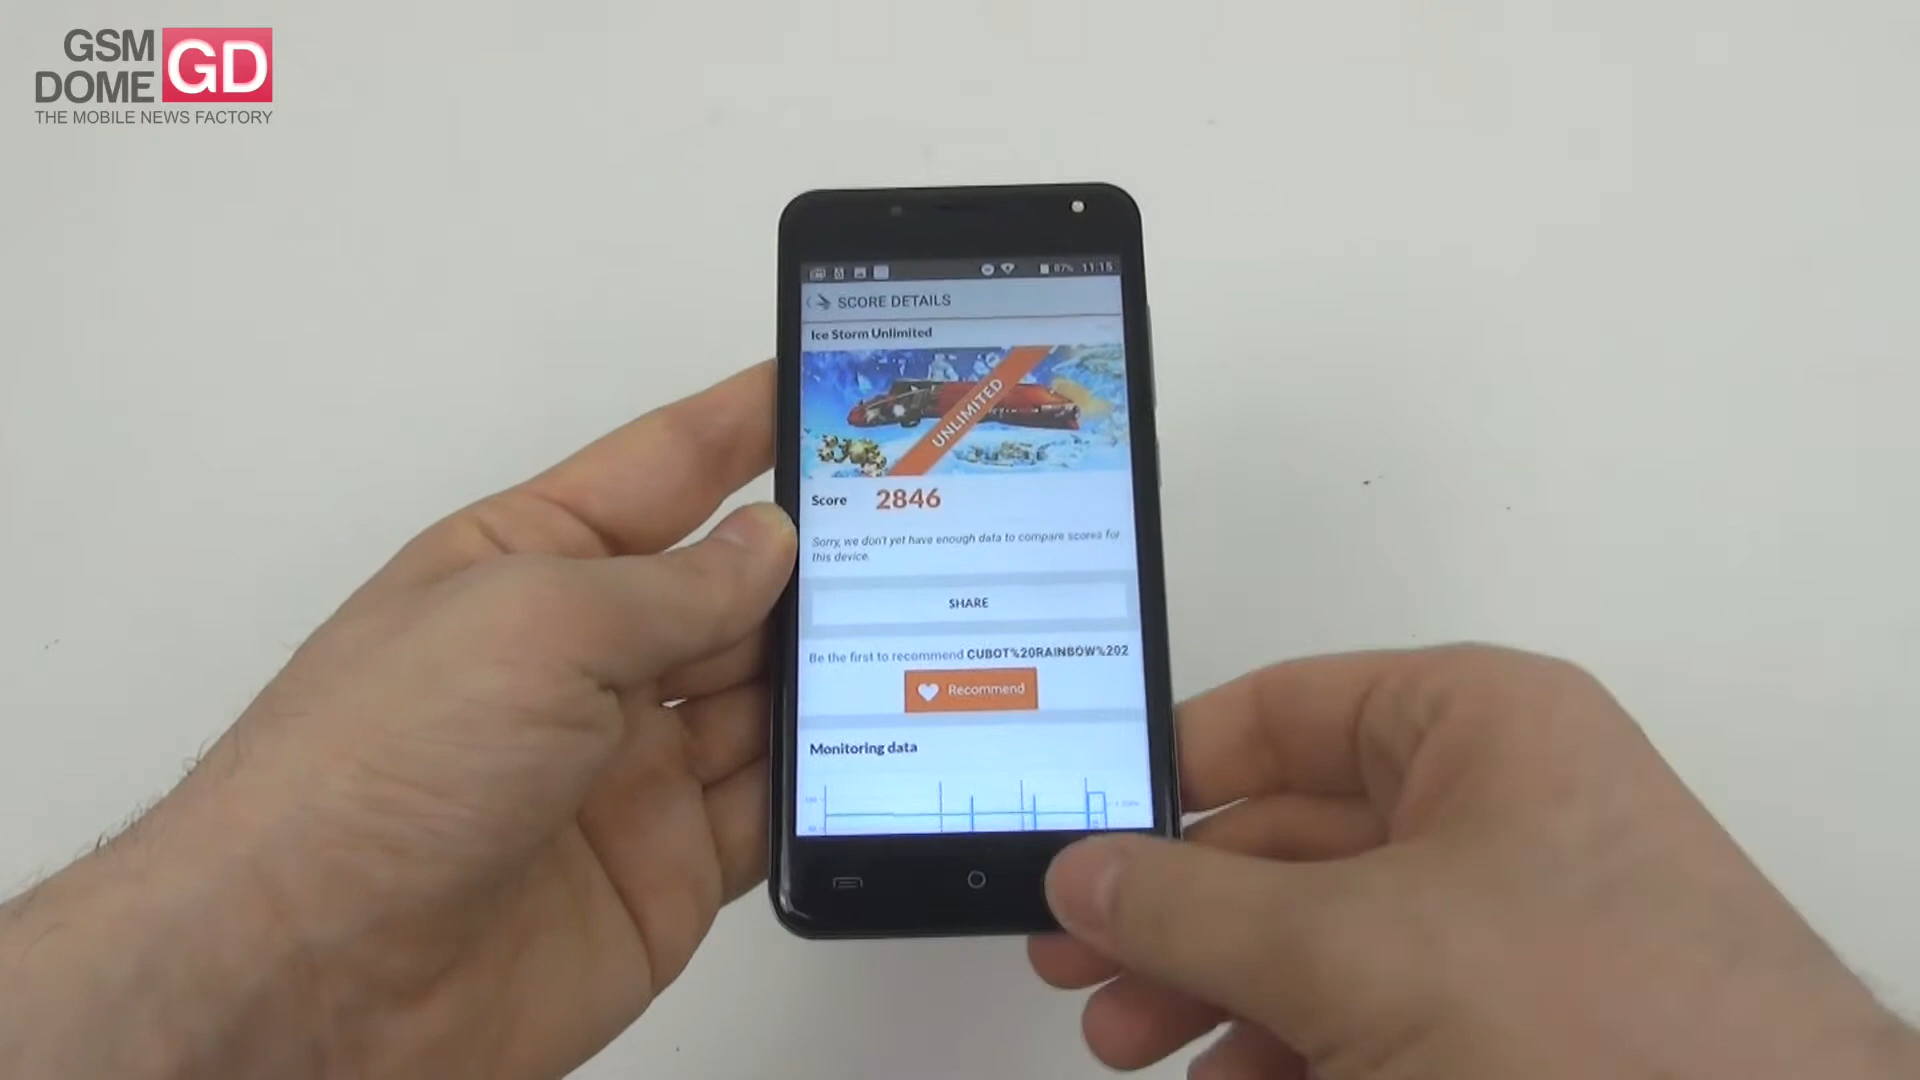 GSM
DOME
GD
THE MOBILE NEWS FACTORY
87% 11:15
SCORE DETAILS
Ice Storm Unlimited
UNLIMITED
Score 2846
Sorry, we don't yet have enough data to compare scores for
this device.
SHARE
Be the first to recommend CUBOT%20RAINBOW%202
Recommend
Monitoring data